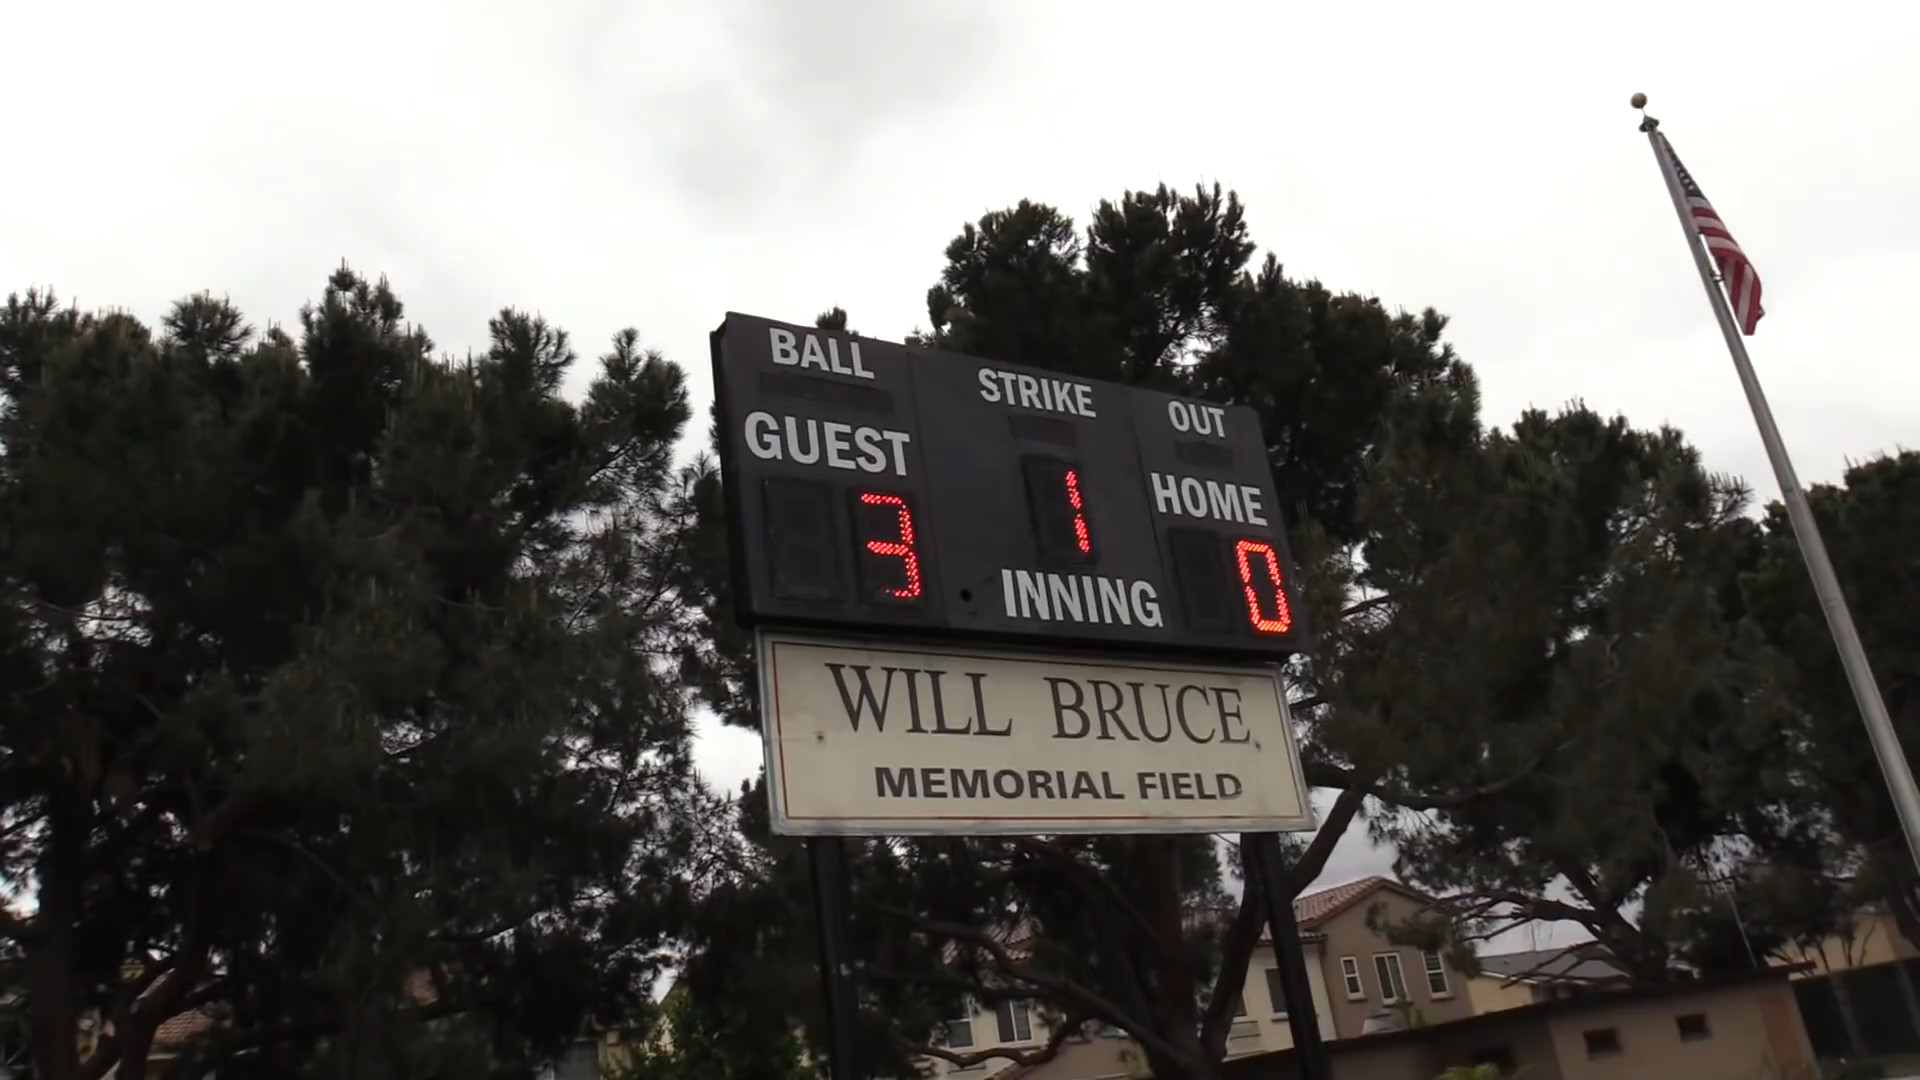 BALL STRIKE OUT
GUEST HOME
3 1 0
INNING
WILL BRUCE
MEMORIAL FIELD